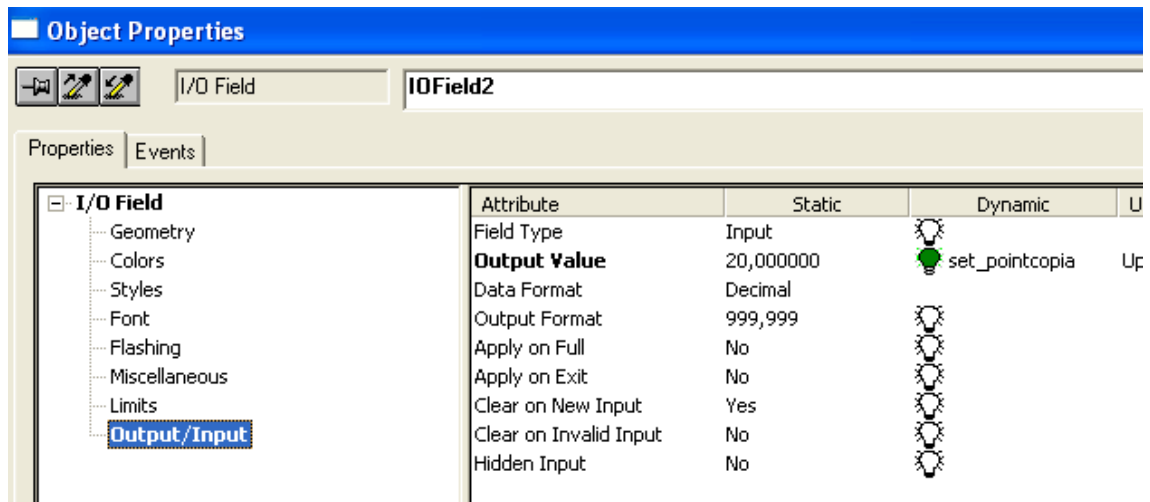 Object Properties
I/O Field IOField2
Properties Events
I/O Field
Geometry
Colors
Styles
Font
Flashing
Miscellaneous
Limits
Output/Input
Attribute Static Dynamic U
Field Type Input
Output Value 20,000000 set_pointcopia Up
Data Format Decimal
Output Format 999,999
Apply on Full No
Apply on Exit No
Clear on New Input Yes
Clear on Invalid Input No
Hidden Input No